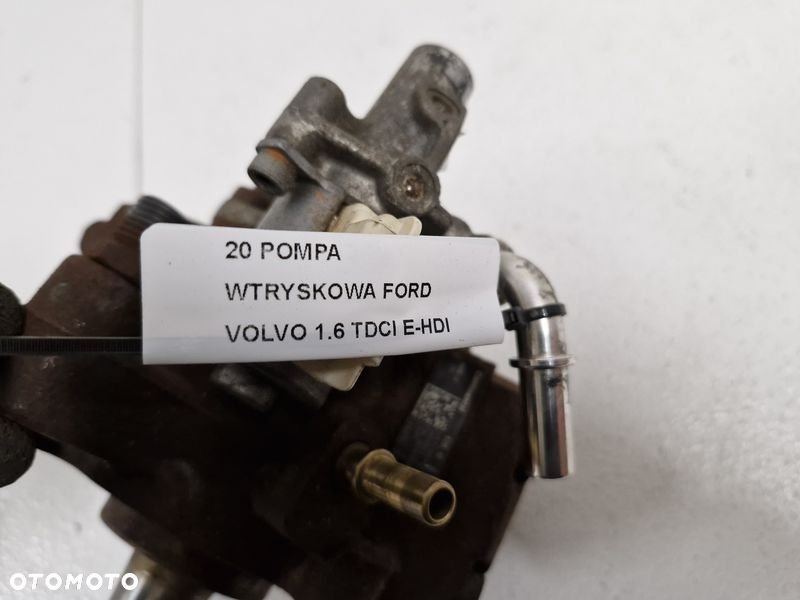 20 POMPA
WTRYSKOWA FORD
VOLVO 1.6 TDCI E-HDI
OTOMOTO